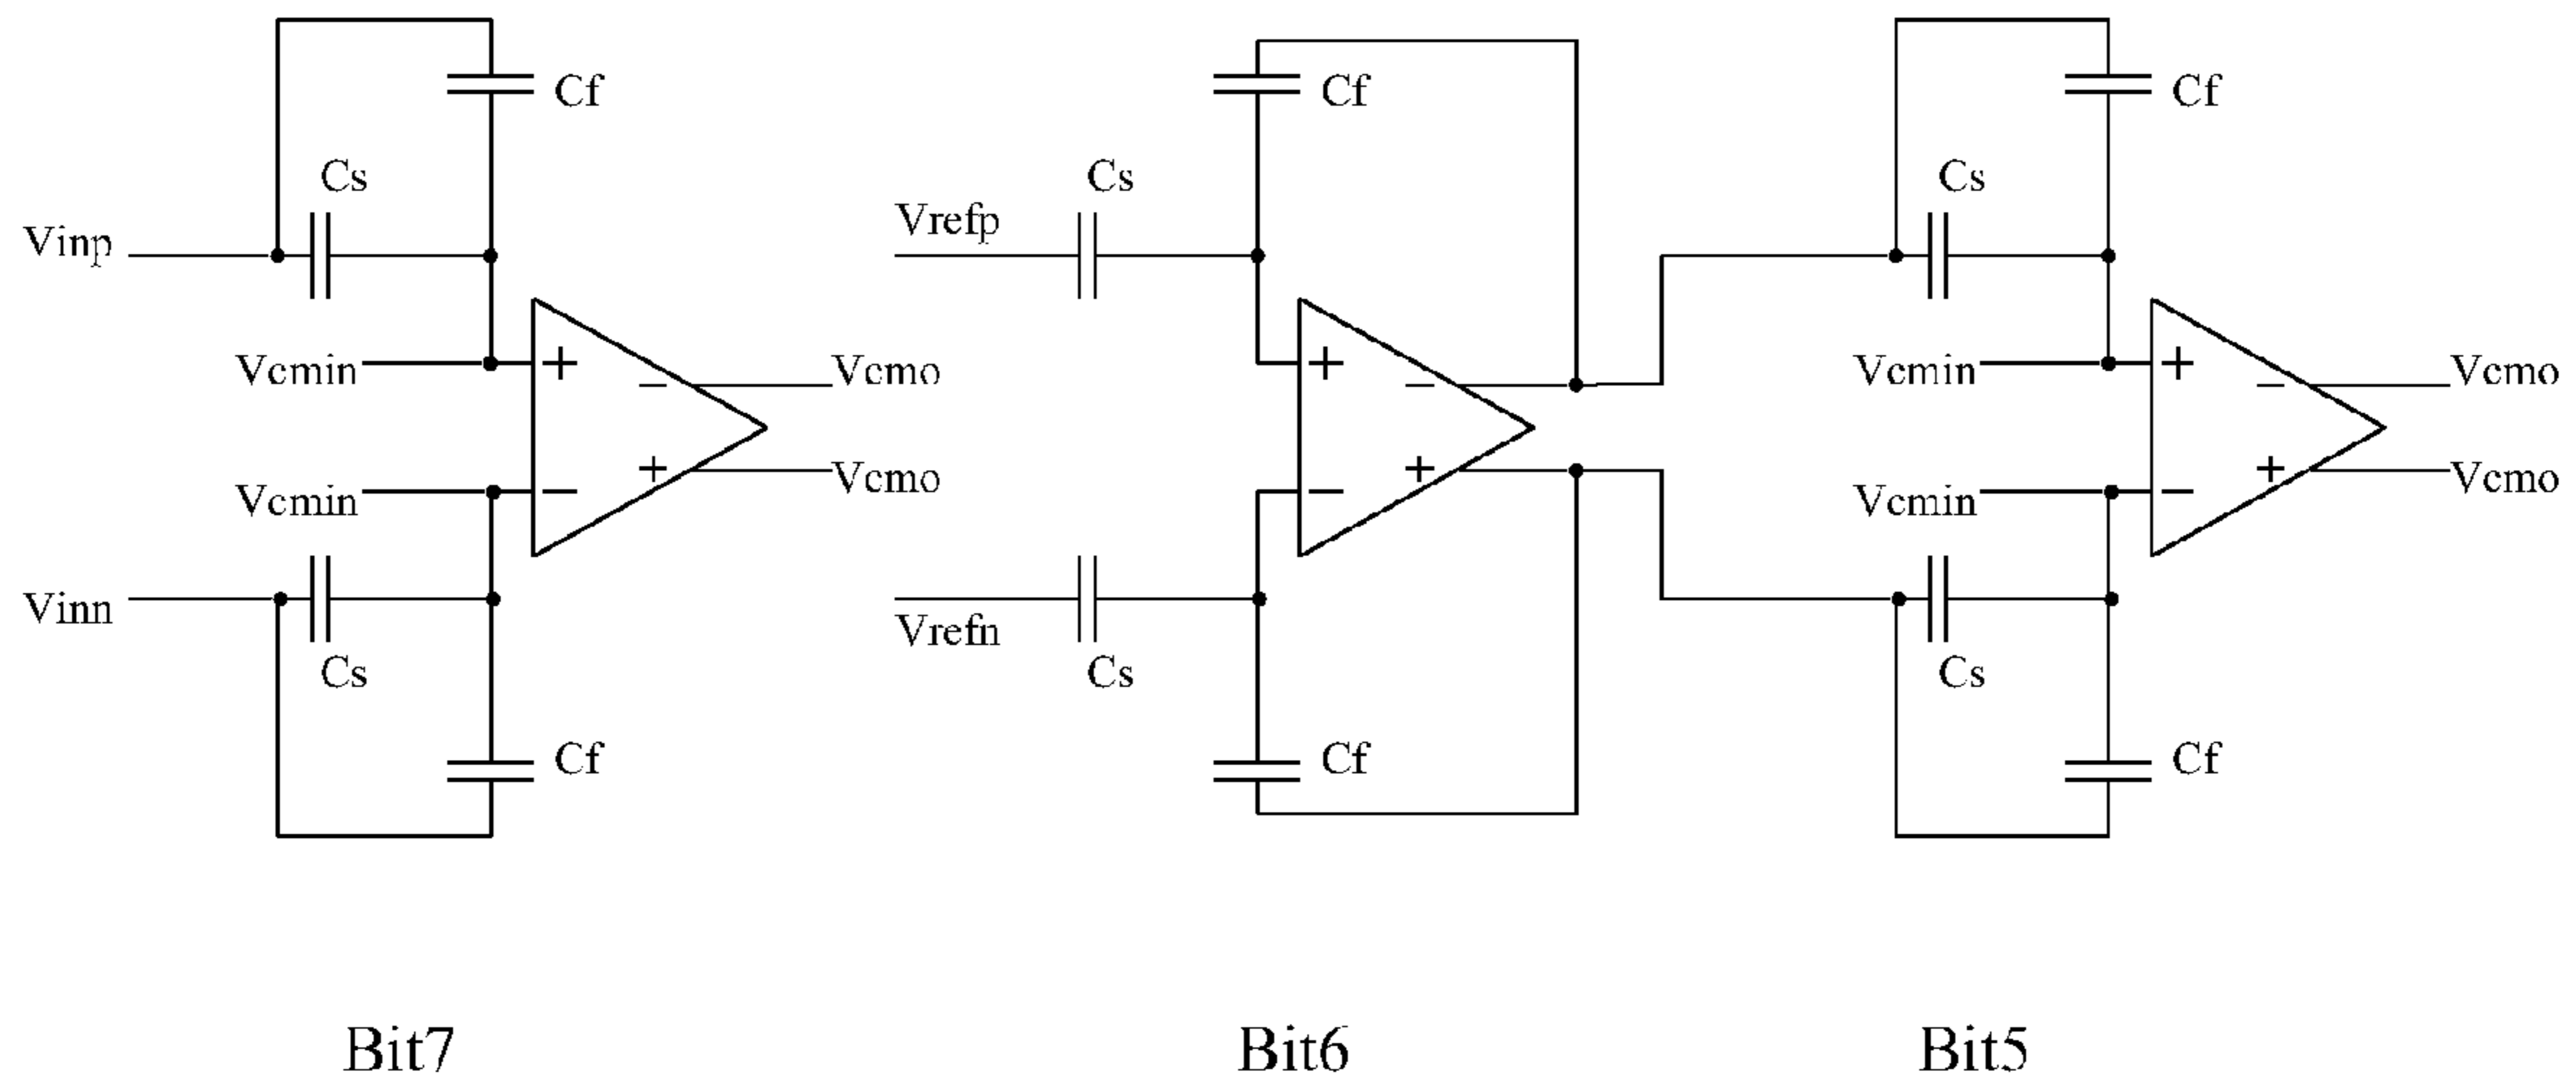 Cf
Cs
Vinp
Vcmin
+
−
Vcmo
Vcmin
−
+
Vcmo
Vinn
Cs
Cf
Bit7
Cf
Cs
Vrefp
+
−
−
+
Vrefn
Cs
Cf
Bit6
Cf
Cs
Vcmin
+
−
Vcmo
Vcmin
−
+
Vcmo
Cs
Cf
Bit5